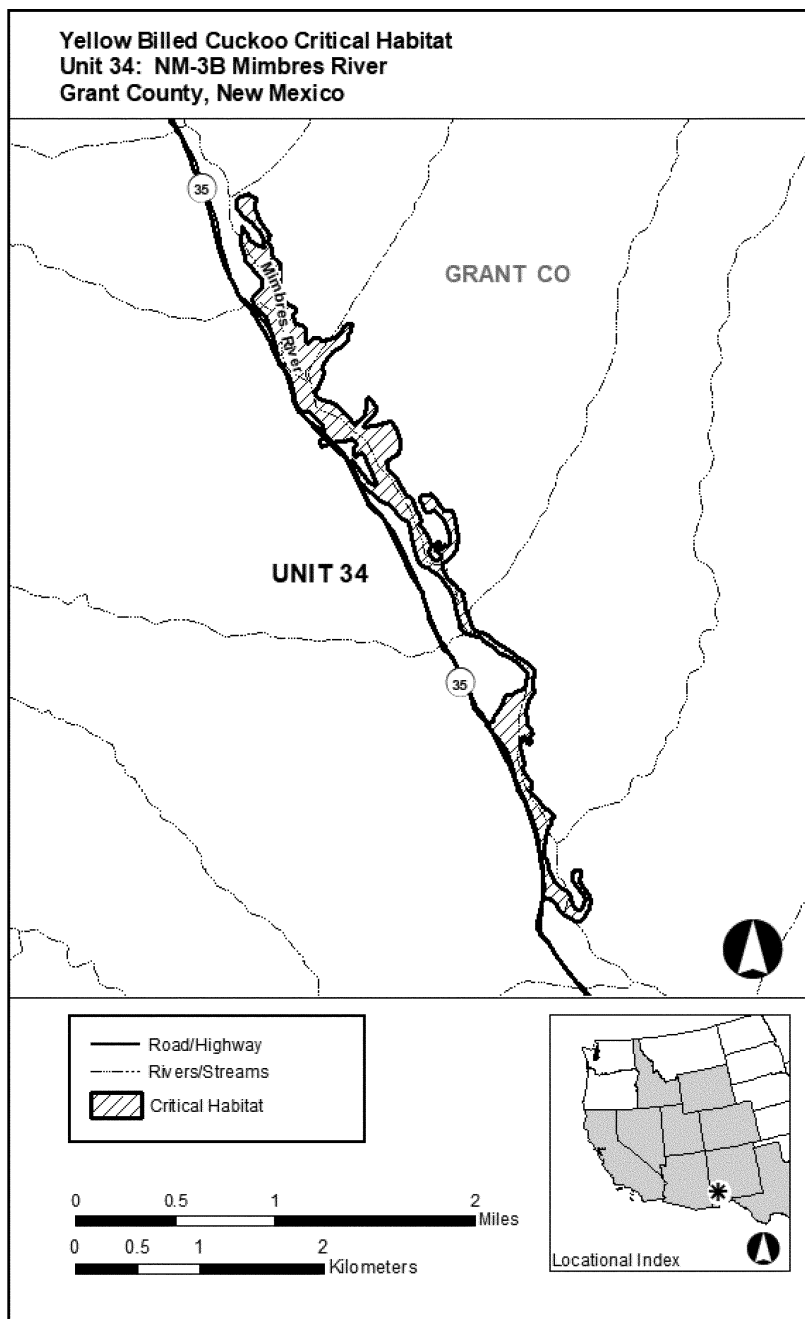 Yellow Billed Cuckoo Critical Habitat
Unit 34: NM-3B Mimbres River
Grant County, New Mexico
35
GRANT CO
Mimbres River
UNIT 34
35
Road/Highway
Rivers/Streams
Critical Habitat
0 0.5 1 2
Miles
0 0.5 1 2
Kilometers
Locational Index